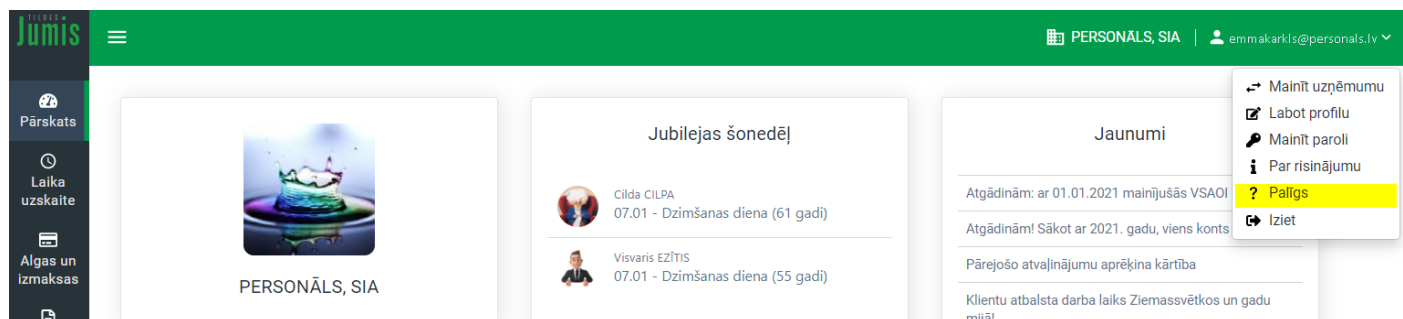 TILDES
Jumis
PERSONĀLS, SIA
emmakarkls@personals.lv
Mainīt uzņēmumu
Labot profilu
Mainīt paroli
Par risinājumu
Palīgs
Iziet
Pārskats
Laika
uzskaite
Algas un
izmaksas
PERSONĀLS, SIA
Jubilejas šonedēļ
Cilda CILPA
07.01 - Dzimšanas diena (61 gadi)
Visvaris EZĪTIS
07.01 - Dzimšanas diena (55 gadi)
Jaunumi
Atgādinām: ar 01.01.2021 mainījušās VSAOI
Atgādinām! Sākot ar 2021. gadu, viens konts
Pārejošo atvaļinājumu aprēķina kārtība
Klientu atbalsta darba laiks Ziemassvētkos un gadu
mijā!